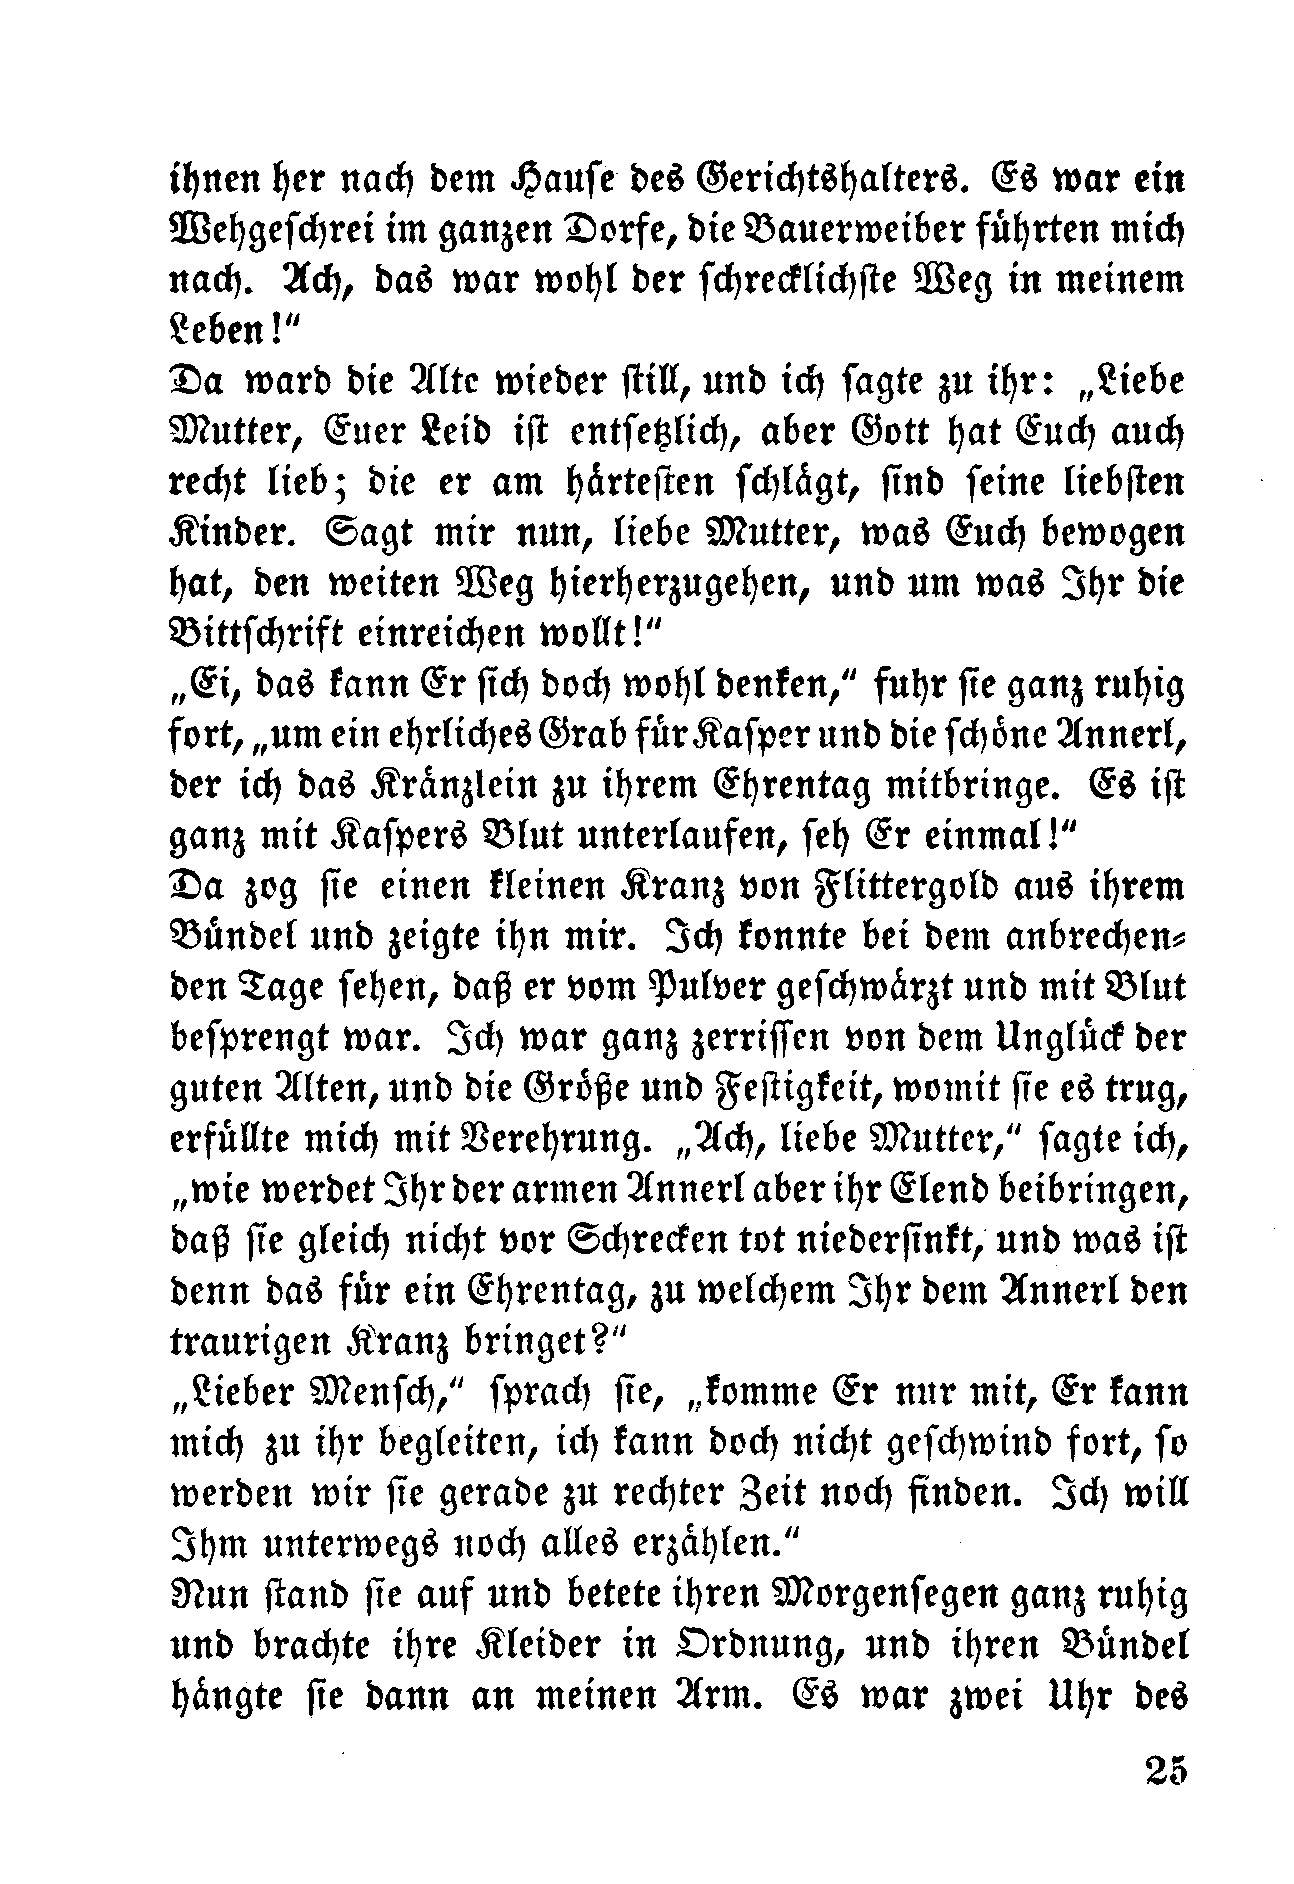 ihnen her nach dem Hause des Gerichtshalters. Es war ein
Wehgeschrei im ganzen Dorfe, die Bauerweiber führten mich
nach. Ach, das war wohl der schrecklichste Weg in meinem
Leben!“
Da ward die Alte wieder still, und ich sagte zu ihr: „Liebe
Mutter, Euer Leid ist entsetzlich, aber Gott hat Euch auch
recht lieb; die er am härtesten schlägt, sind seine liebsten
Kinder. Sagt mir nun, liebe Mutter, was Euch bewogen
hat, den weiten Weg hierherzugehen, und um was Ihr die
Bittschrift einreichen wollt!“
„Ei, das kann Er sich doch wohl denken,“ fuhr sie ganz ruhig
fort, „um ein ehrliches Grab für Kasper und die schöne Annerl,
der ich das Kränzlein zu ihrem Ehrentag mitbringe. Es ist
ganz mit Kaspers Blut unterlaufen, seh Er einmal!“
Da zog sie einen kleinen Kranz von Flittergold aus ihrem
Bündel und zeigte ihn mir. Ich konnte bei dem anbrechen-
den Tage sehen, daß er vom Pulver geschwärzt und mit Blut
besprengt war. Ich war ganz zerrissen von dem Unglück der
guten Alten, und die Größe und Festigkeit, womit sie es trug,
erfüllte mich mit Verehrung. „Ach, liebe Mutter,“ sagte ich,
„wie werdet Ihr der armen Annerl aber ihr Elend beibringen,
daß sie gleich nicht vor Schrecken tot niedersinkt, und was ist
denn das für ein Ehrentag, zu welchem Ihr dem Annerl den
traurigen Kranz bringet?“
„Lieber Mensch,“ sprach sie, „komme Er nur mit, Er kann
mich zu ihr begleiten, ich kann doch nicht geschwind fort, so
werden wir sie gerade zu rechter Zeit noch finden. Ich will
Ihm unterwegs noch alles erzählen.“
Nun stand sie auf und betete ihren Morgensegen ganz ruhig
und brachte ihre Kleider in Ordnung, und ihren Bündel
hängte sie dann an meinen Arm. Es war zwei Uhr des
25